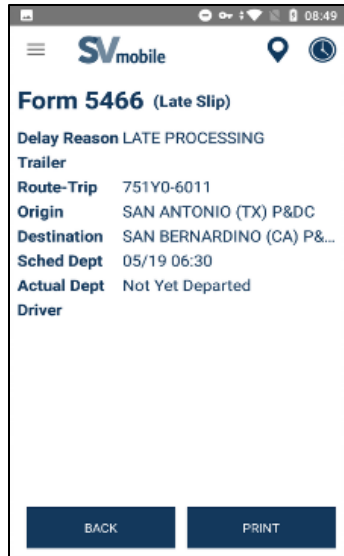 08:49
SVmobile
Form 5466 (Late Slip)
Delay Reason LATE PROCESSING
Trailer
Route-Trip 751Y0-6011
Origin SAN ANTONIO (TX) P&DC
Destination SAN BERNARDINO (CA) P&...
Sched Dept 05/19 06:30
Actual Dept Not Yet Departed
Driver
BACK PRINT